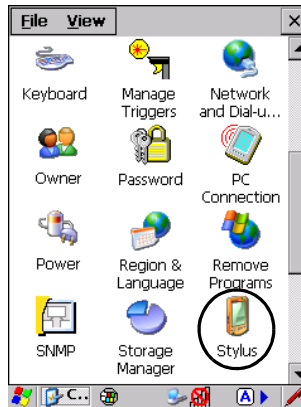 File View
Keyboard
Manage
Triggers
Network
and Dial-u...
Owner
Password
PC
Connection
Power
Region &
Language
Remove
Programs
SNMP
Storage
Manager
Stylus
C..
A